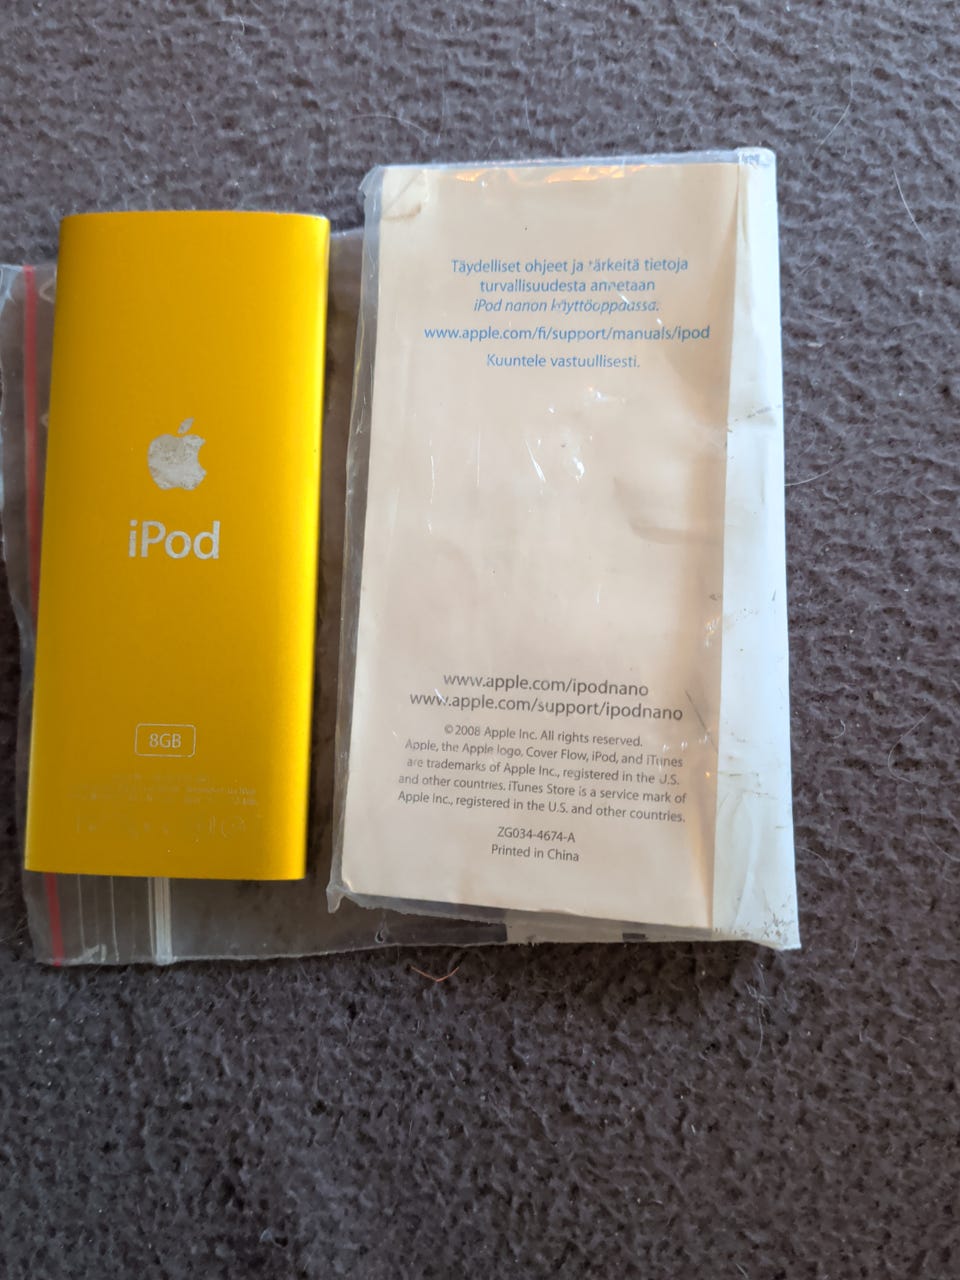 iPod
8GB
Täydelliset ohjeet ja tärkeitä tietoja
turvallisuudesta annetaan
iPod nanon käyttöoppaassa:
www.apple.com/fi/support/manuals/ipod
Kuuntele vastuullisesti.
www.apple.com/ipodnano
www.apple.com/support/ipodnano
©2008 Apple Inc. All rights reserved.
Apple, the Apple logo, Cover Flow, iPod, and iTunes
are trademarks of Apple Inc., registered in the U.S.
and other countries. iTunes Store is a service mark of
Apple Inc., registered in the U.S. and other countries.
ZG034-4674-A
Printed in China